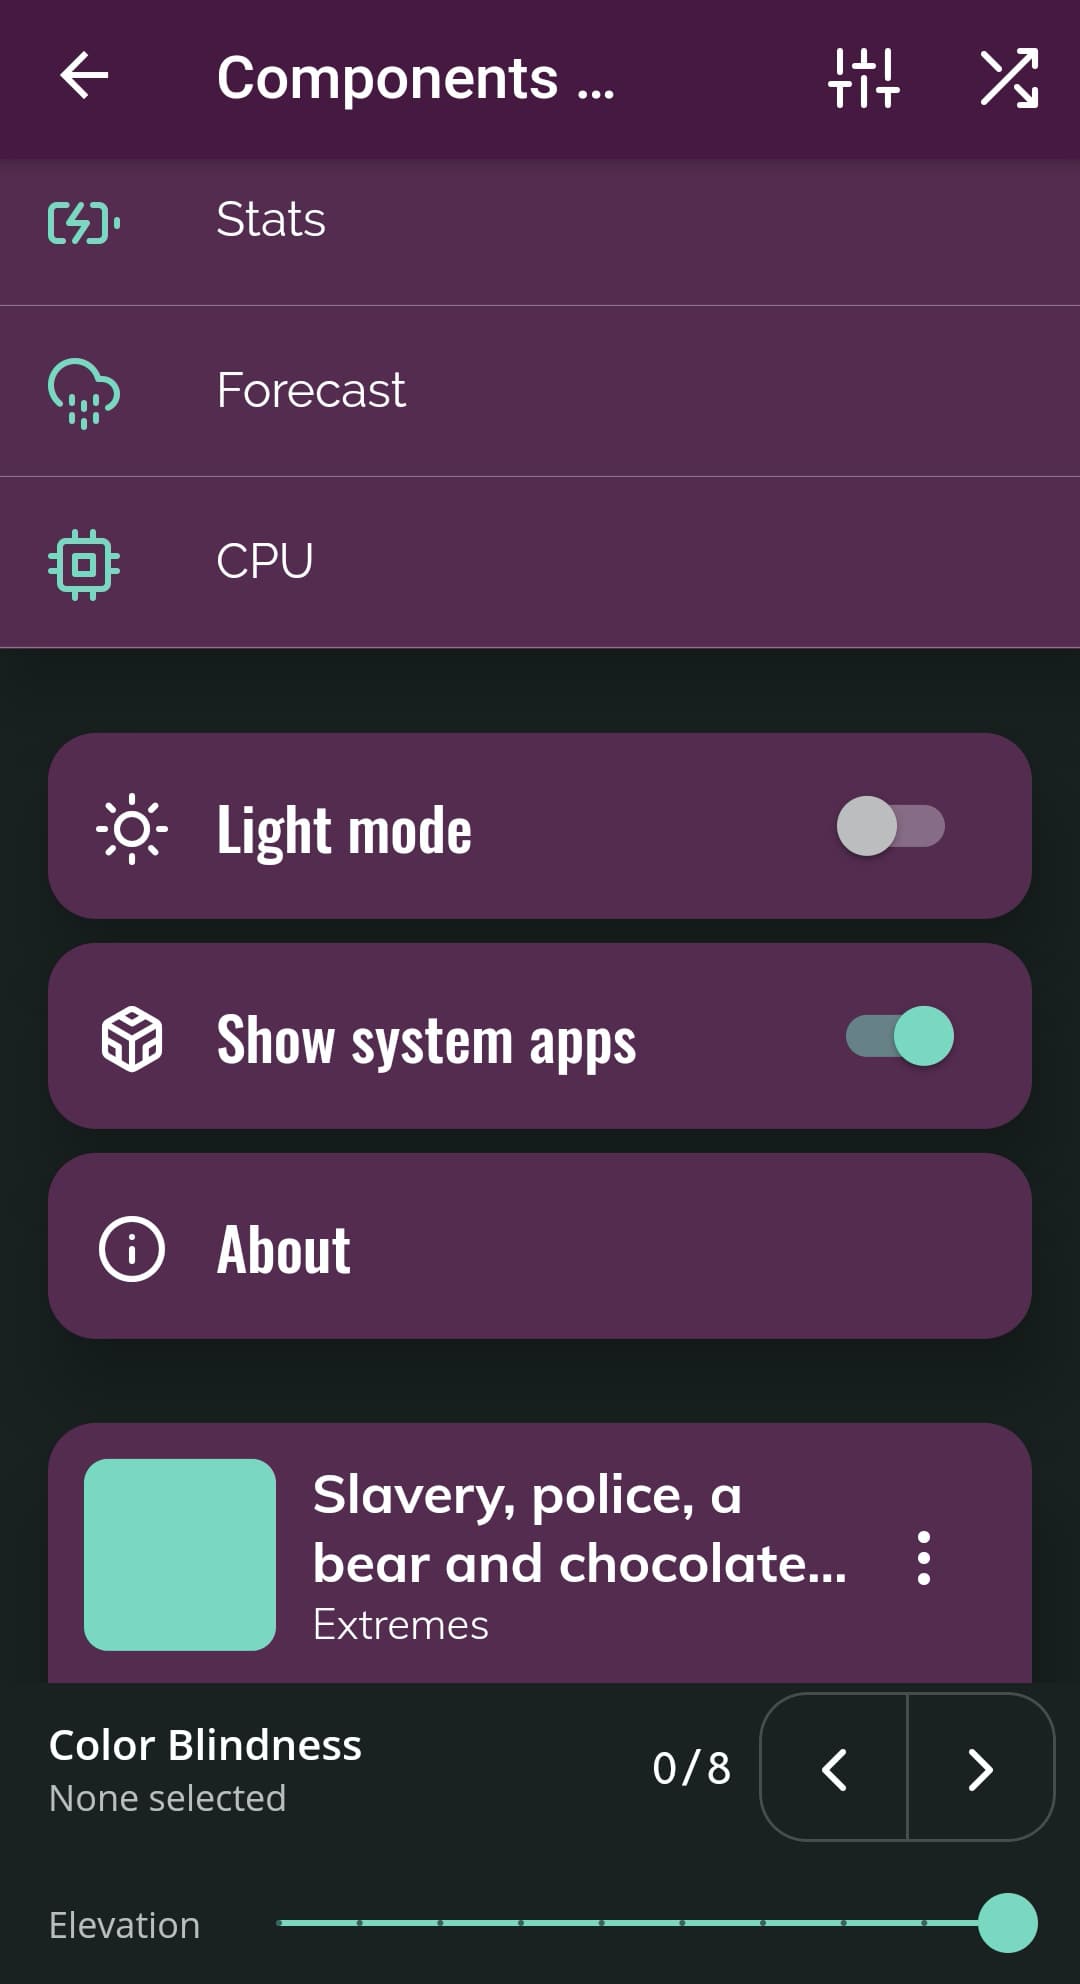 Components ...
Stats
Forecast
CPU
Light mode
Show system apps
About
Slavery, police, a
bear and chocolate...
Extremes
Color Blindness
None selected
0/8
Elevation